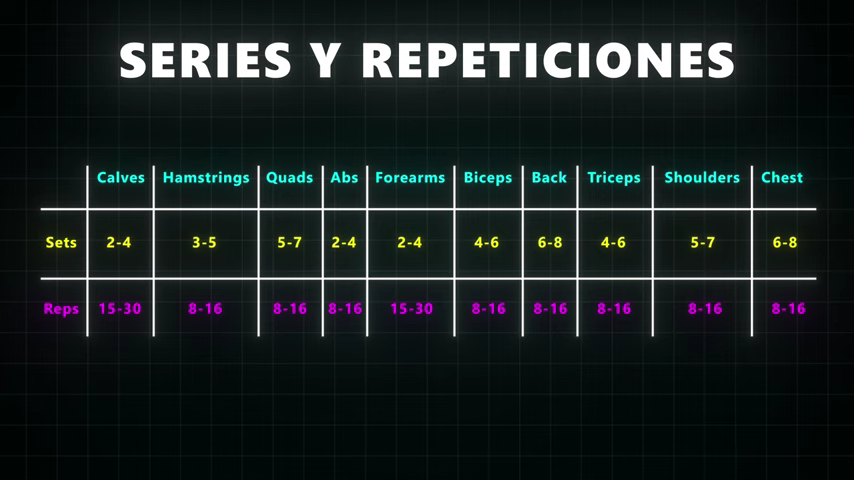 SERIES Y REPETICIONES
Calves Hamstrings Quads Abs Forearms Biceps Back Triceps Shoulders Chest
Sets 2-4 3-5 5-7 2-4 2-4 4-6 6-8 4-6 5-7 6-8
Reps 15-30 8-16 8-16 8-16 15-30 8-16 8-16 8-16 8-16 8-16